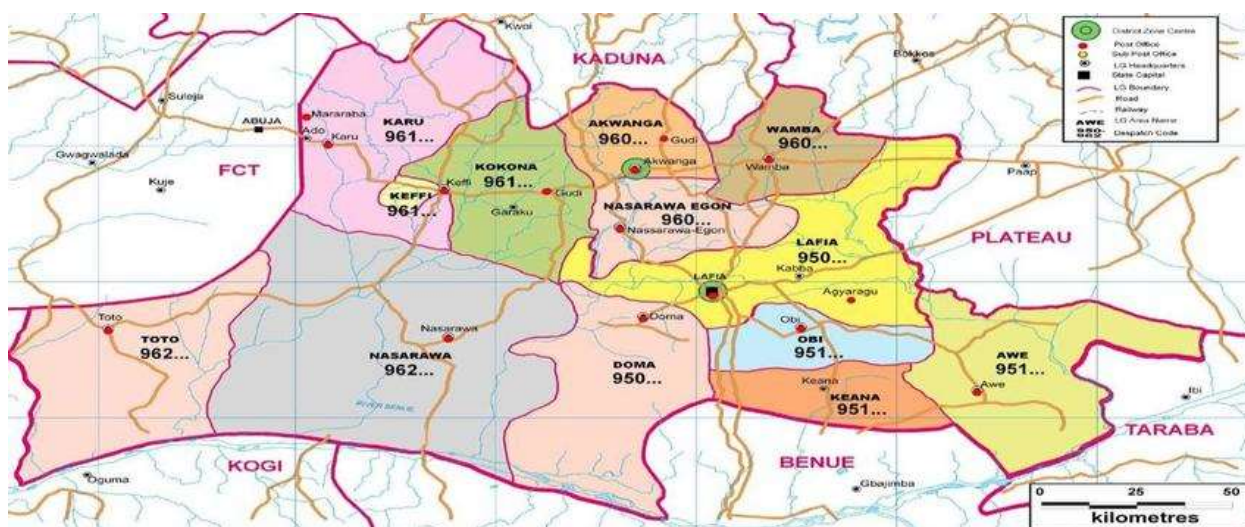 Kwoi
KADUNA
Bokkos
District Zone Centre
Post Office
Sub Post Office
LG Headquarters
State Capital
LG Boundary
Road
Railway
AWE LG Area Name
950-962 Despatch Code
Suleja
ABUJA
Mararaba
Ado
Karu
KARU
961...
AKWANGA
960...
Gudi
Akwanga
WAMBA
960...
Wamba
Gwagwalada
FCT
Kuje
KOKONA
961...
Keffi
KEFFI
961...
Gudi
Garaku
NASARAWA EGON
960...
Nassarawa-Egon
Paap
PLATEAU
LAFIA
950...
Kabba
LAFIA
Agyaragu
Toto
TOTO
962...
Nasarawa
NASARAWA
962...
Doma
DOMA
950...
Obi
OBI
951...
AWE
951...
Awe
Keana
KEANA
951...
Ibi
RIVER BENUE
TARABA
KOGI
BENUE
Oguma
Gbajimba
0 25 50
kilometres